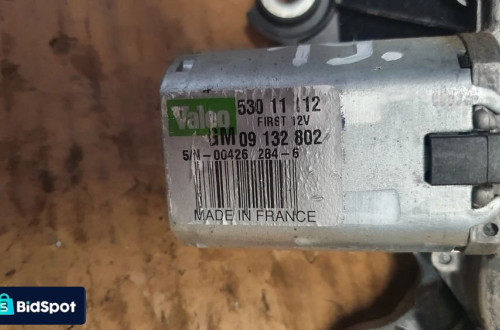 Valeo 530 11 112
FIRST 12V
GM 09 132 802
S/N-00426 284-6
MADE IN FRANCE
BidSpot